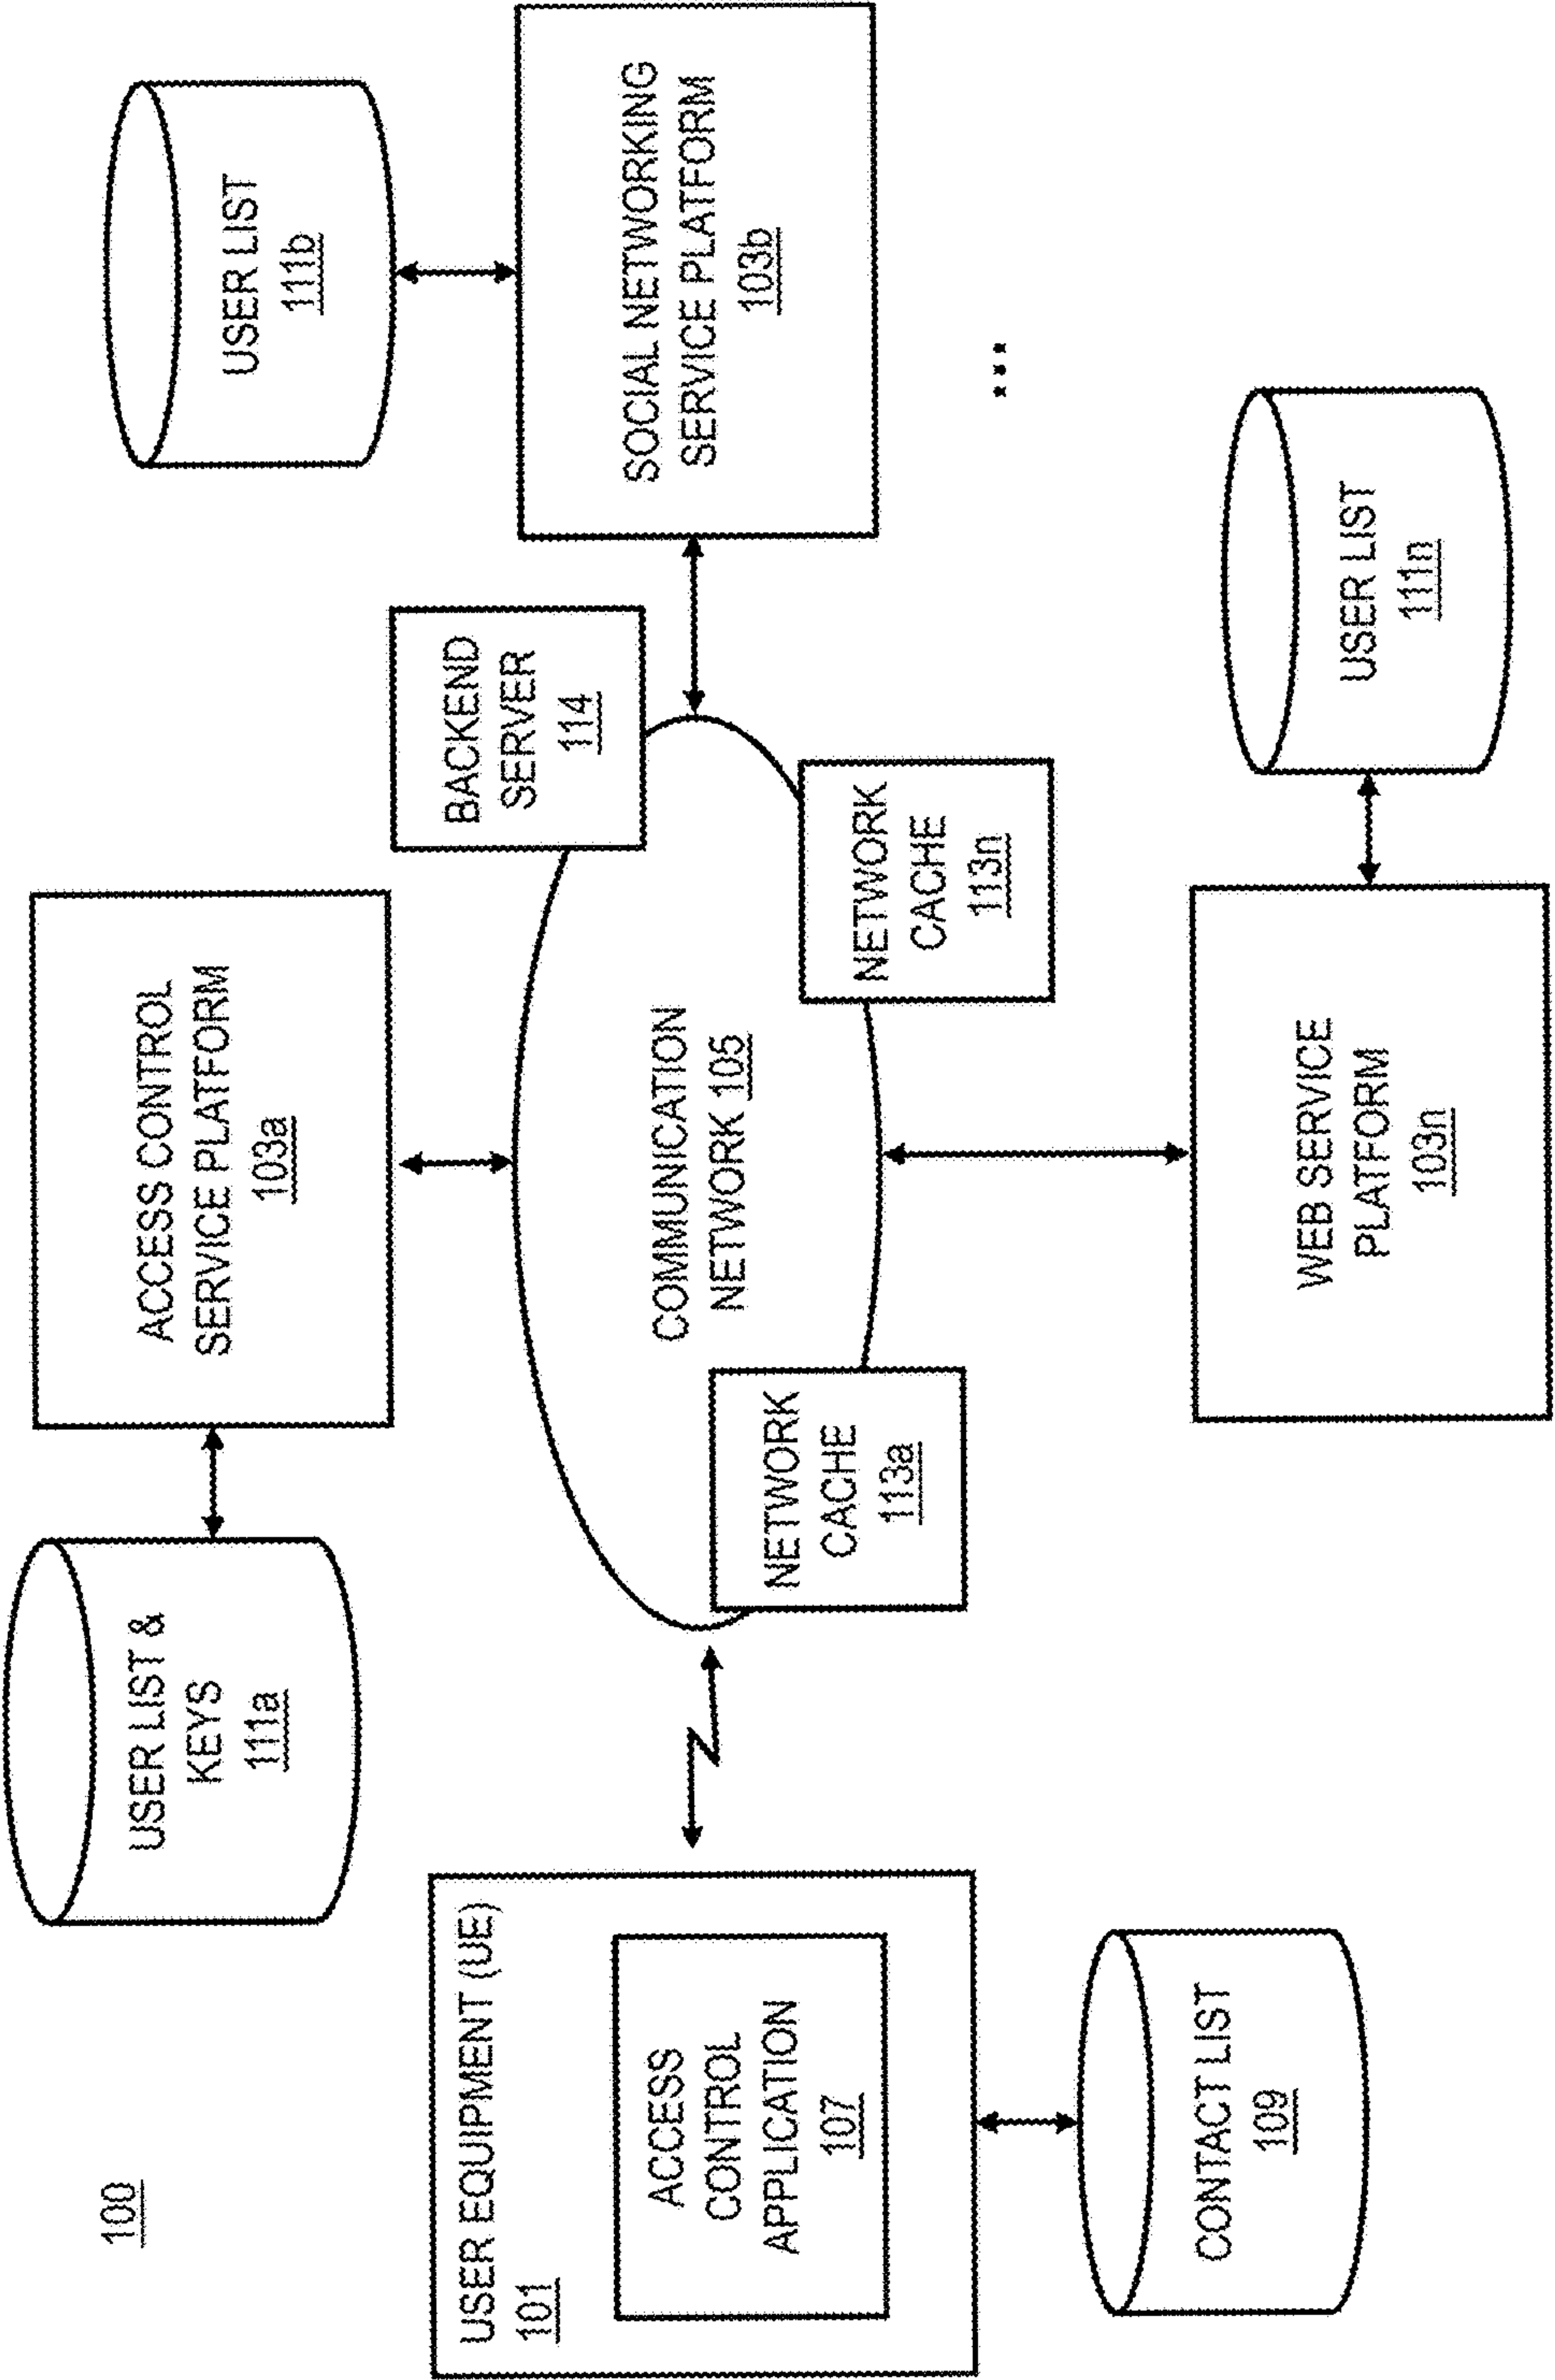 100
USER LIST &
KEYS
111a
ACCESS CONTROL
SERVICE PLATFORM
103a
USER LIST
111b
BACKEND
SERVER
114
SOCIAL NETWORKING
SERVICE PLATFORM
103b
USER EQUIPMENT (UE)
101
ACCESS
CONTROL
APPLICATION
107
COMMUNICATION
NETWORK 105
NETWORK
CACHE
113a
NETWORK
CACHE
113n
...
CONTACT LIST
109
WEB SERVICE
PLATFORM
103n
USER LIST
111n